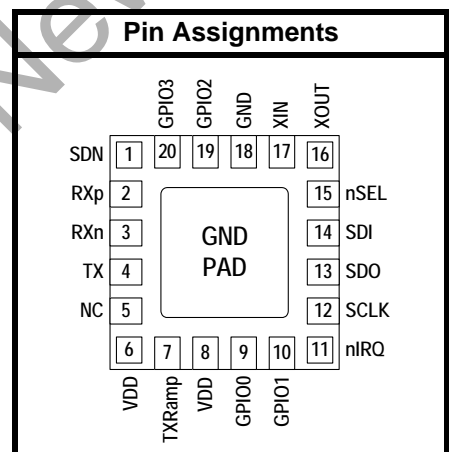 Pin Assignments
GPIO3
GPIO2
GND
XIN
XOUT
SDN 1 20 19 18 17 16
RXp 2 15 nSEL
RXn 3 14 SDI
GND
PAD
TX 4 13 SDO
NC 5 12 SCLK
6 7 8 9 10 11 nIRQ
VDD
TXRamp
VDD
GPIO0
GPIO1